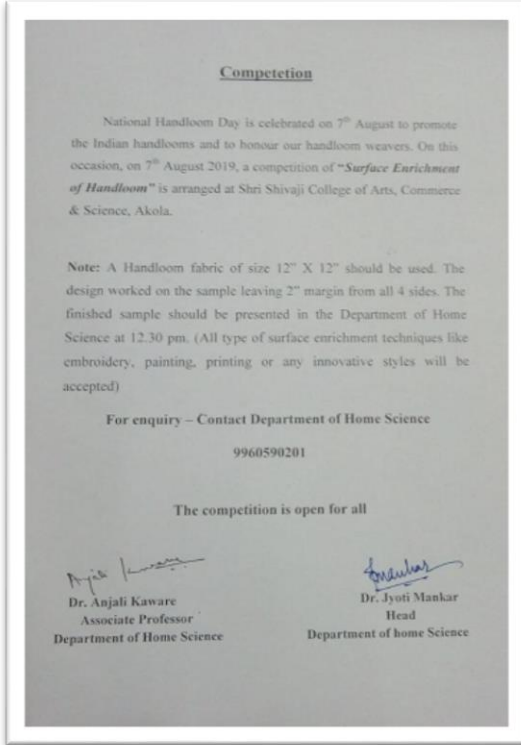 Competetion
National Handloom Day is celebrated on 7th August to promote
the Indian handlooms and to honour our handloom weavers. On this
occasion, on 7th August 2019, a competition of "Surface Enrichment
of Handloom" is arranged at Shri Shivaji College of Arts, Commerce
& Science, Akola.
Note: A Handloom fabric of size 12" X 12" should be used. The
design worked on the sample leaving 2" margin from all 4 sides. The
finished sample should be presented in the Department of Home
Science at 12.30 pm. (All type of surface enrichment techniques like
embroidery, painting, printing or any innovative styles will be
accepted)
For enquiry – Contact Department of Home Science
9960590201
The competition is open for all
Anjali Kaware
Dr. Anjali Kaware
Associate Professor
Department of Home Science
Jmankar
Dr. Jyoti Mankar
Head
Department of home Science